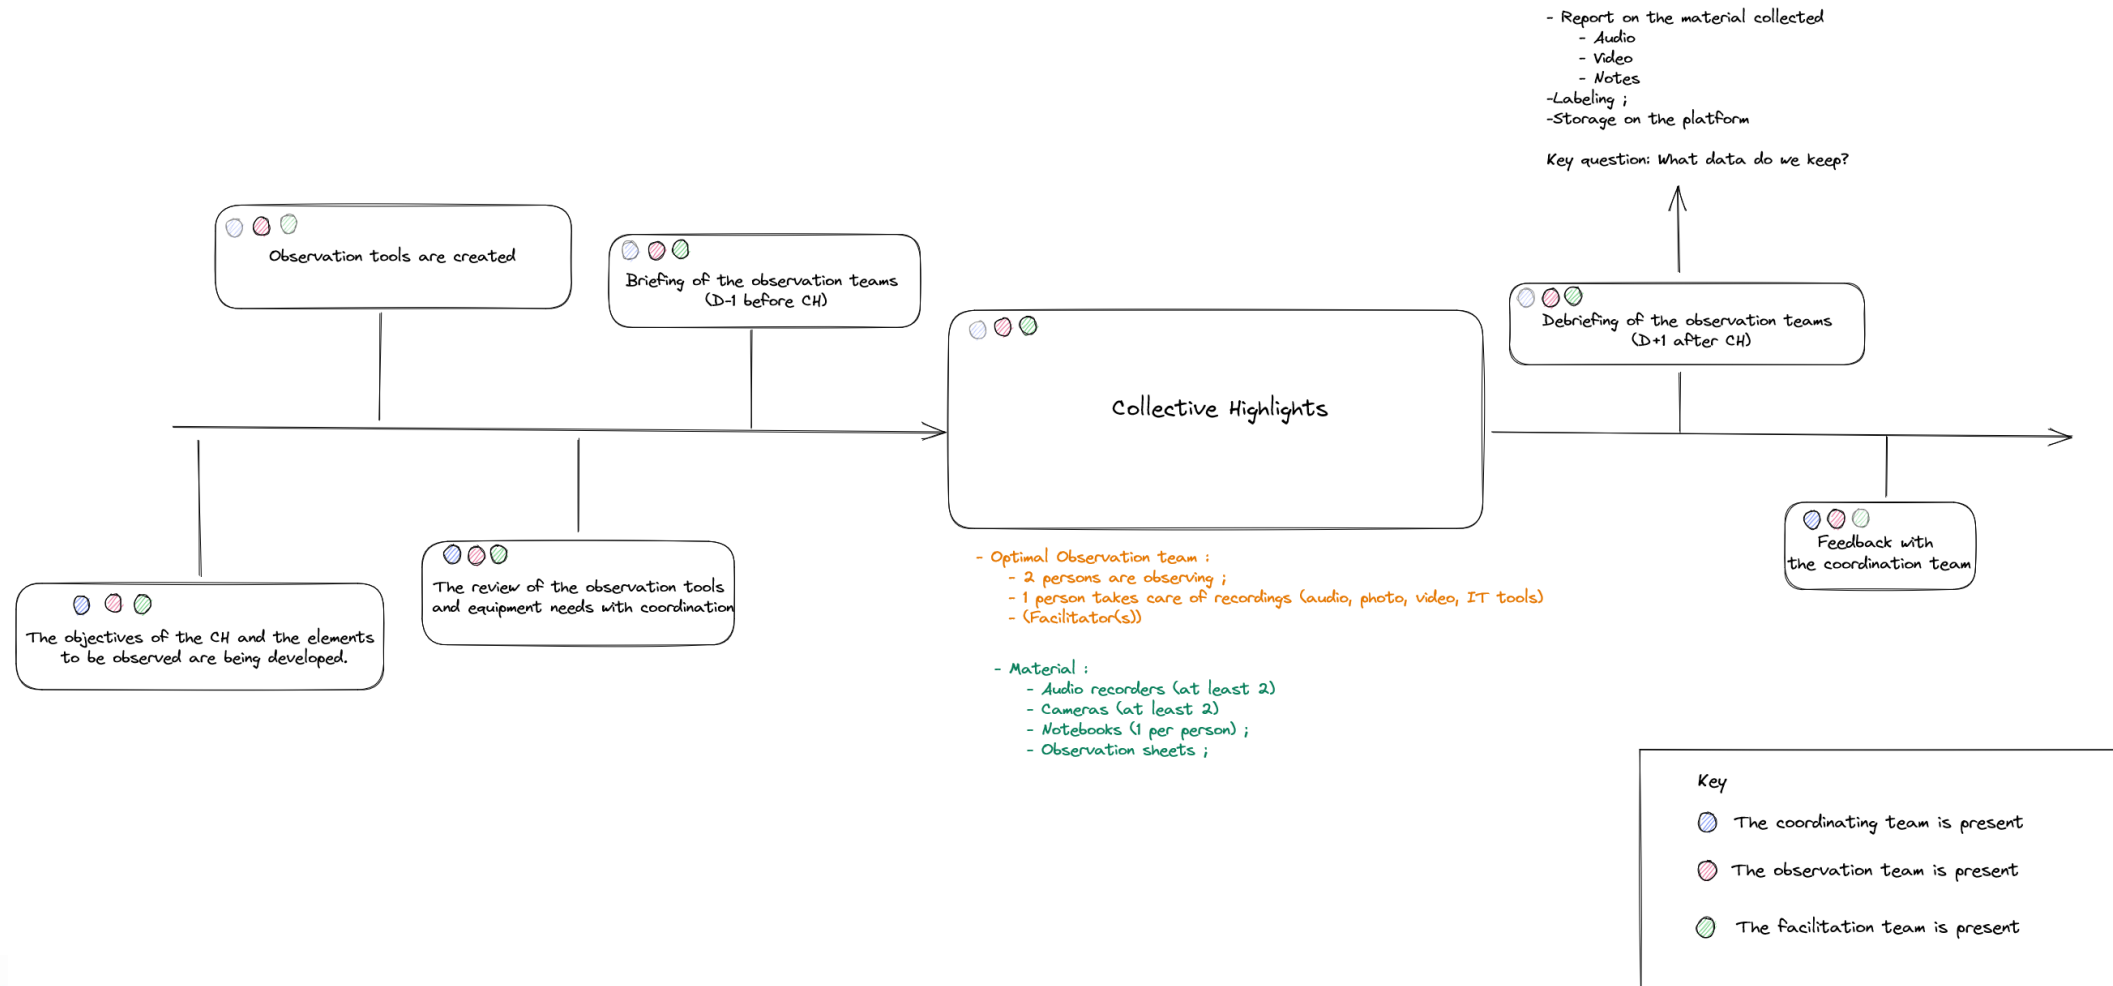 - Report on the material collected
- Audio
- Video
- Notes
-Labeling ;
-Storage on the platform
Key question: What data do we keep?
Observation tools are created
Briefing of the observation teams
(D-1 before CH)
Debriefing of the observation teams
(D+1 after CH)
Collective Highlights
The objectives of the CH and the elements
to be observed are being developed.
The review of the observation tools
and equipment needs with coordination
Feedback with
the coordination team
- Optimal Observation team :
- 2 persons are observing ;
- 1 person takes care of recordings (audio, photo, video, IT tools)
- (Facilitator(s))
- Material :
- Audio recorders (at least 2)
- Cameras (at least 2)
- Notebooks (1 per person) ;
- Observation sheets ;
Key
The coordinating team is present
The observation team is present
The facilitation team is present